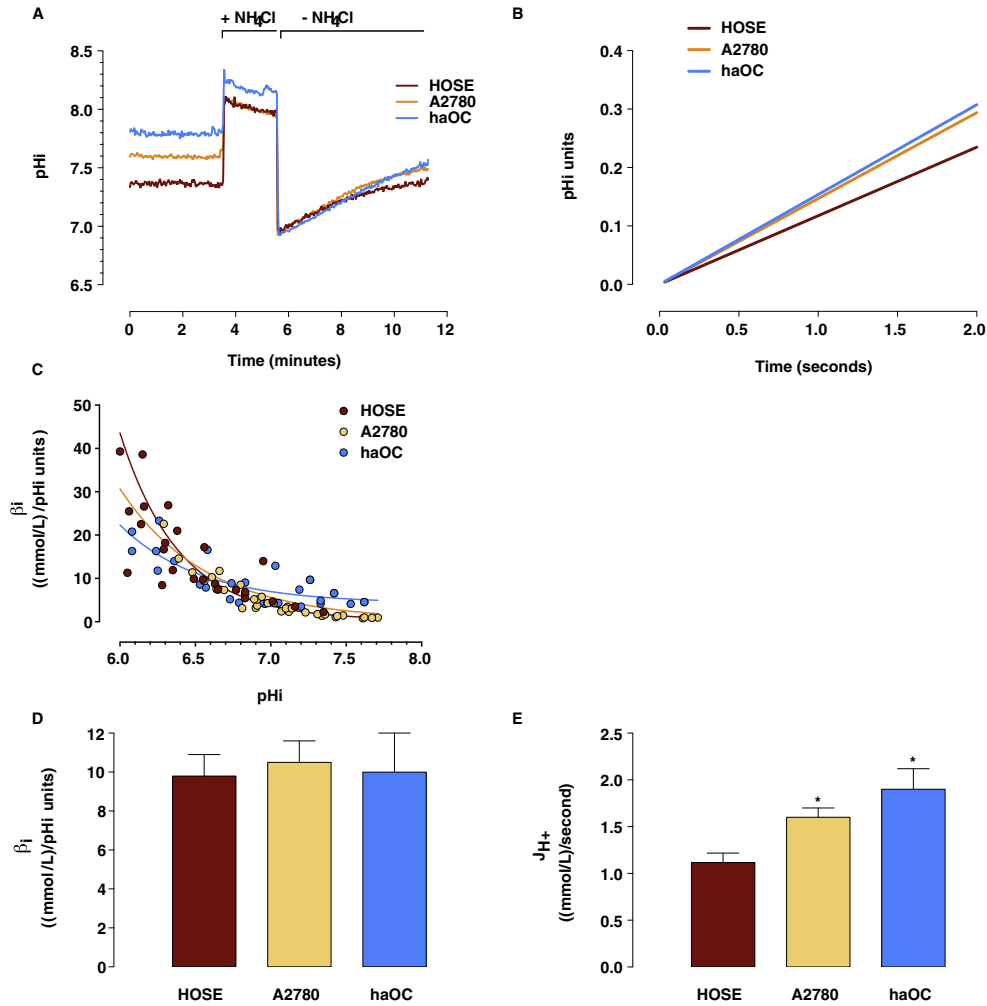 A
+ NH4Cl
- NH4Cl
8.5
8.0
7.5
7.0
6.5
pHi
HOSE
A2780
haOC
0
2
4
6
8
10
12
Time (minutes)
B
HOSE
A2780
haOC
0.4
0.3
0.2
0.1
0.0
pHi units
0.0
0.5
1.0
1.5
2.0
Time (seconds)
C
50
40
30
20
10
0
βi
((mmol/L)/pHi units)
HOSE
A2780
haOC
6.0
6.5
7.0
7.5
8.0
pHi
D
12
10
8
6
4
2
0
βi
((mmol/L)/pHi units)
HOSE
A2780
haOC
E
2.5
2.0
1.5
1.0
0.5
0.0
JH+
((mmol/L)/second)
*
*
HOSE
A2780
haOC